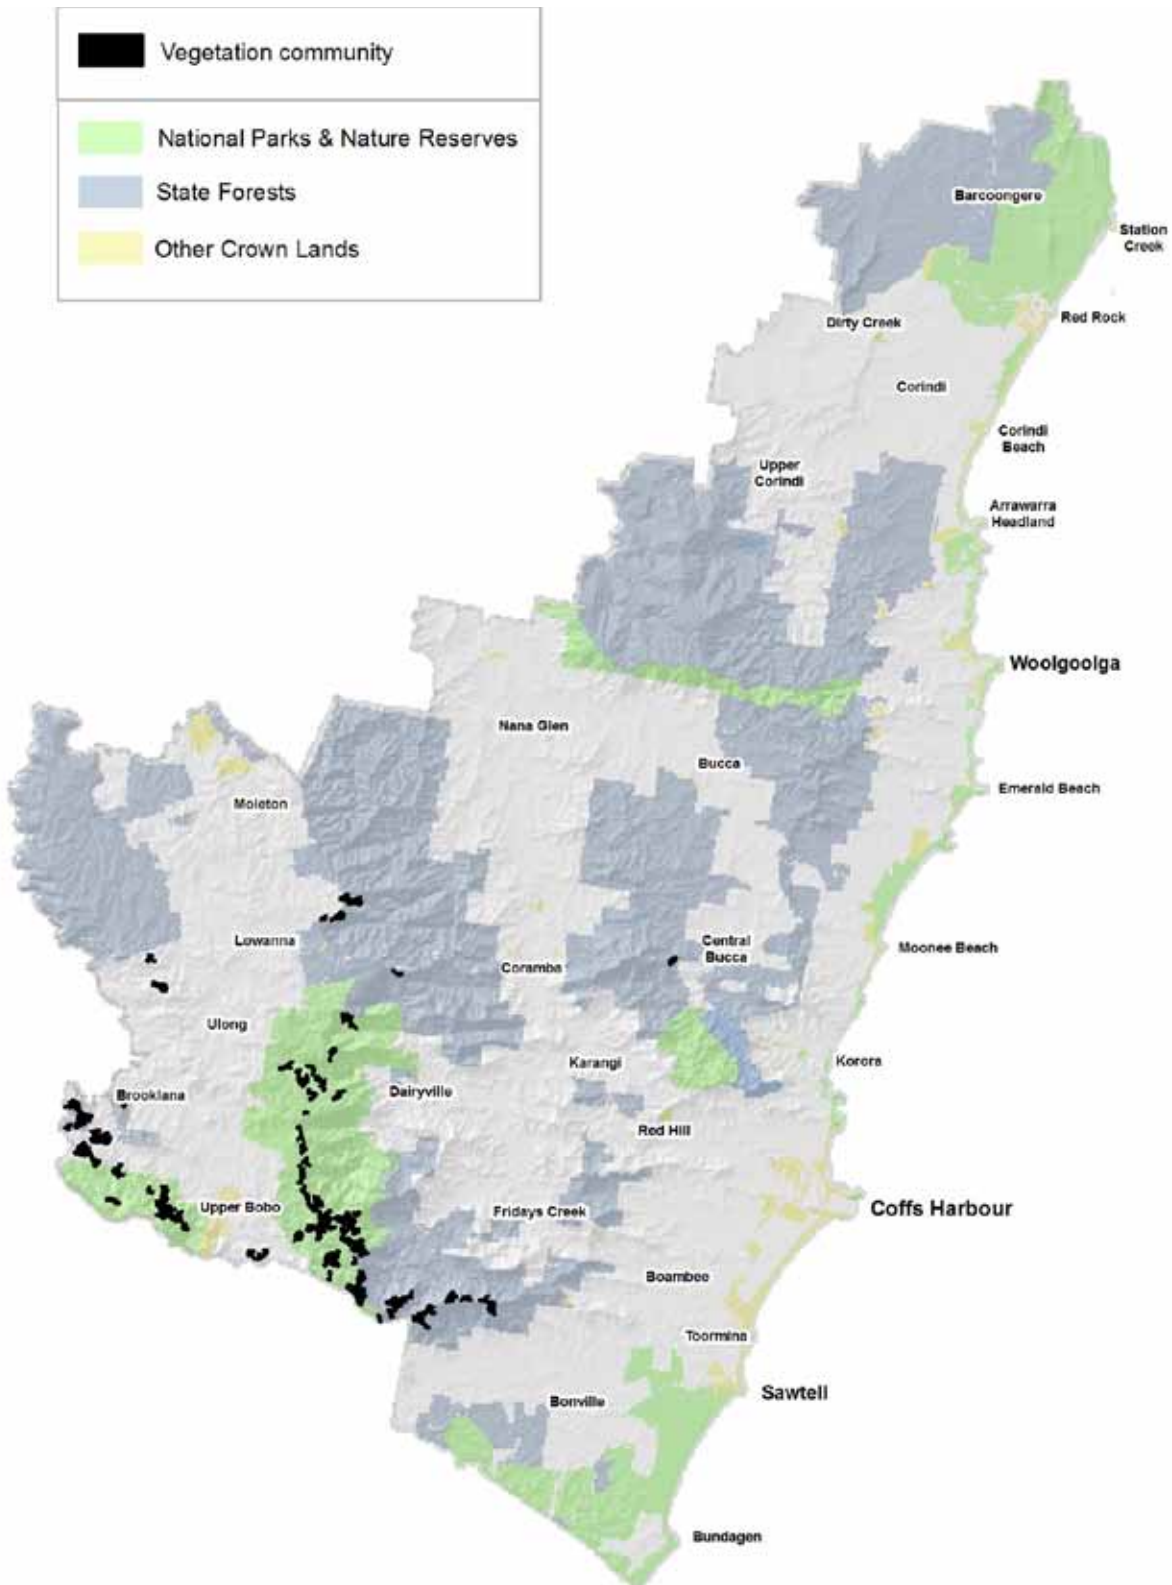 Vegetation community
National Parks & Nature Reserves
State Forests
Other Crown Lands
Barcoongere
Station
Creek
Red Rock
Dirty Creek
Corindi
Corindi
Beach
Upper
Corindi
Arrawarra
Headland
Woolgoolga
Nana Glen
Bucca
Emerald Beach
Moleton
Lowanna
Central
Bucca
Moonee Beach
Coramba
Ulong
Karangi
Korora
Brooklana
Dairyville
Red Hill
Upper Bobo
Fridays Creek
Coffs Harbour
Boambee
Toormina
Sawtell
Bonville
Bundagen